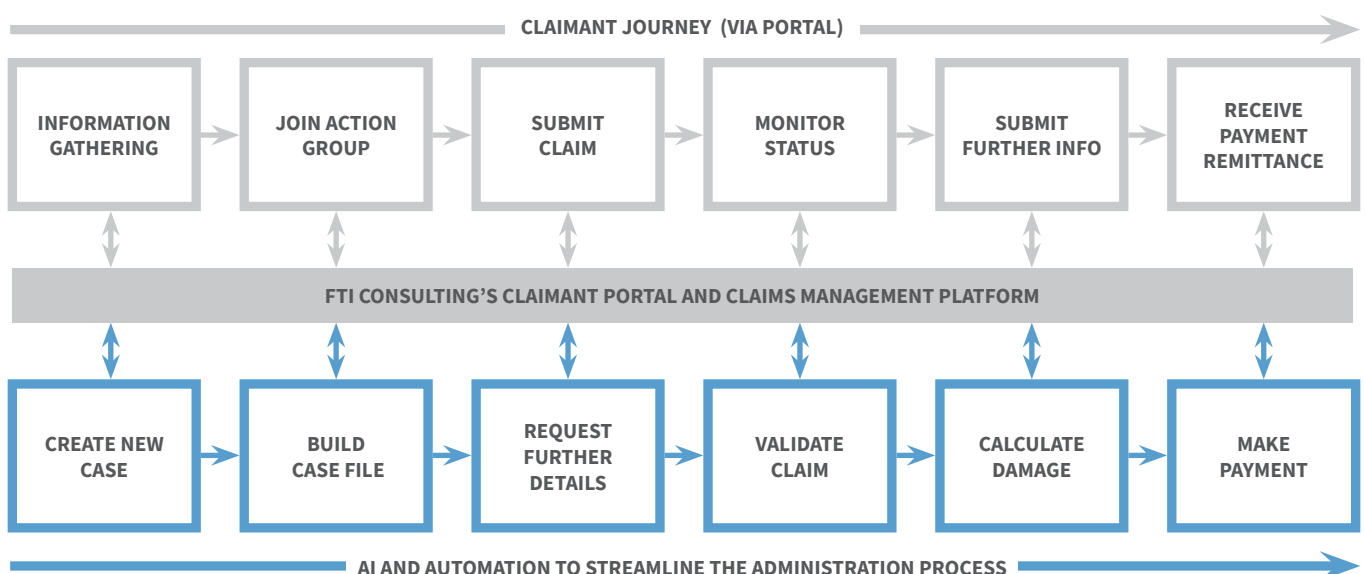 CLAIMANT JOURNEY (VIA PORTAL)
INFORMATION
GATHERING
JOIN ACTION
GROUP
SUBMIT
CLAIM
MONITOR
STATUS
SUBMIT
FURTHER INFO
RECEIVE
PAYMENT
REMITTANCE
FTI CONSULTING’S CLAIMANT PORTAL AND CLAIMS MANAGEMENT PLATFORM
CREATE NEW
CASE
BUILD
CASE FILE
REQUEST
FURTHER
DETAILS
VALIDATE
CLAIM
CALCULATE
DAMAGE
MAKE
PAYMENT
AI AND AUTOMATION TO STREAMLINE THE ADMINISTRATION PROCESS